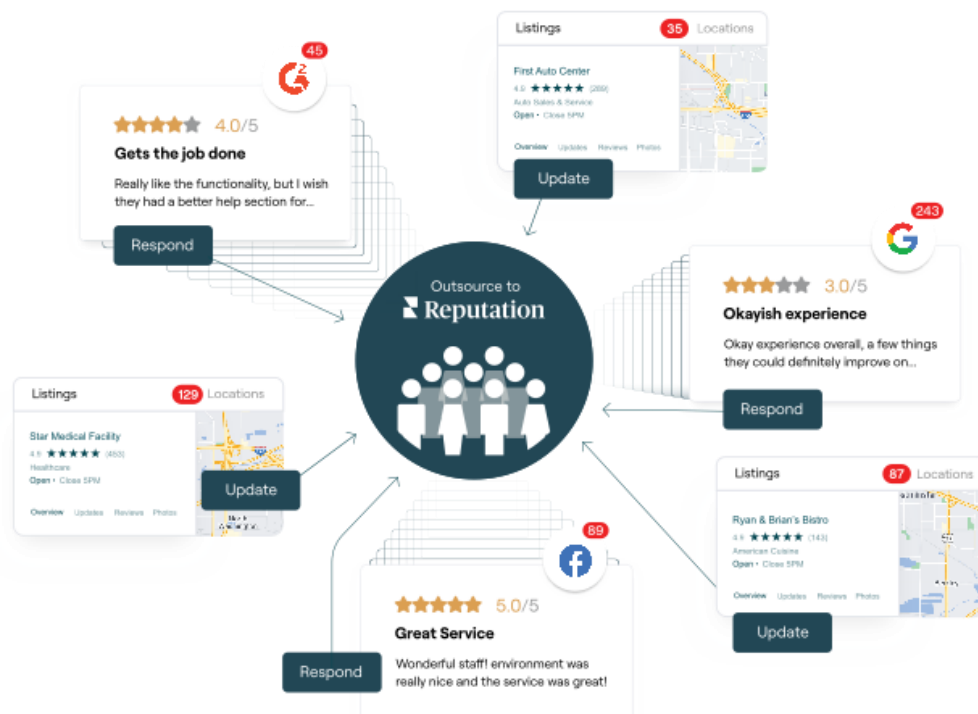 45
4.0/5
Gets the job done
Really like the functionality, but I wish
they had a better help section for...
Respond
Listings 35 Locations
First Auto Center
4.9 (289)
Auto Sales & Service
Open • Close 5PM
Overview Updates Reviews Photos
Update
243
3.0/5
Okayish experience
Okay experience overall, a few things
they could definitely improve on...
Respond
Outsource to
Reputation
Listings 129 Locations
Star Medical Facility
4.9 (453)
Healthcare
Open • Close 5PM
Overview Updates Reviews Photos
Update
North
Washington
Listings 87 Locations
Ryan & Brian's Bistro
4.9 (143)
American Cuisine
Open • Close 5PM
Overview Updates Reviews Photos
Update
89
5.0/5
Great Service
Wonderful staff! environment was
really nice and the service was great!
Respond